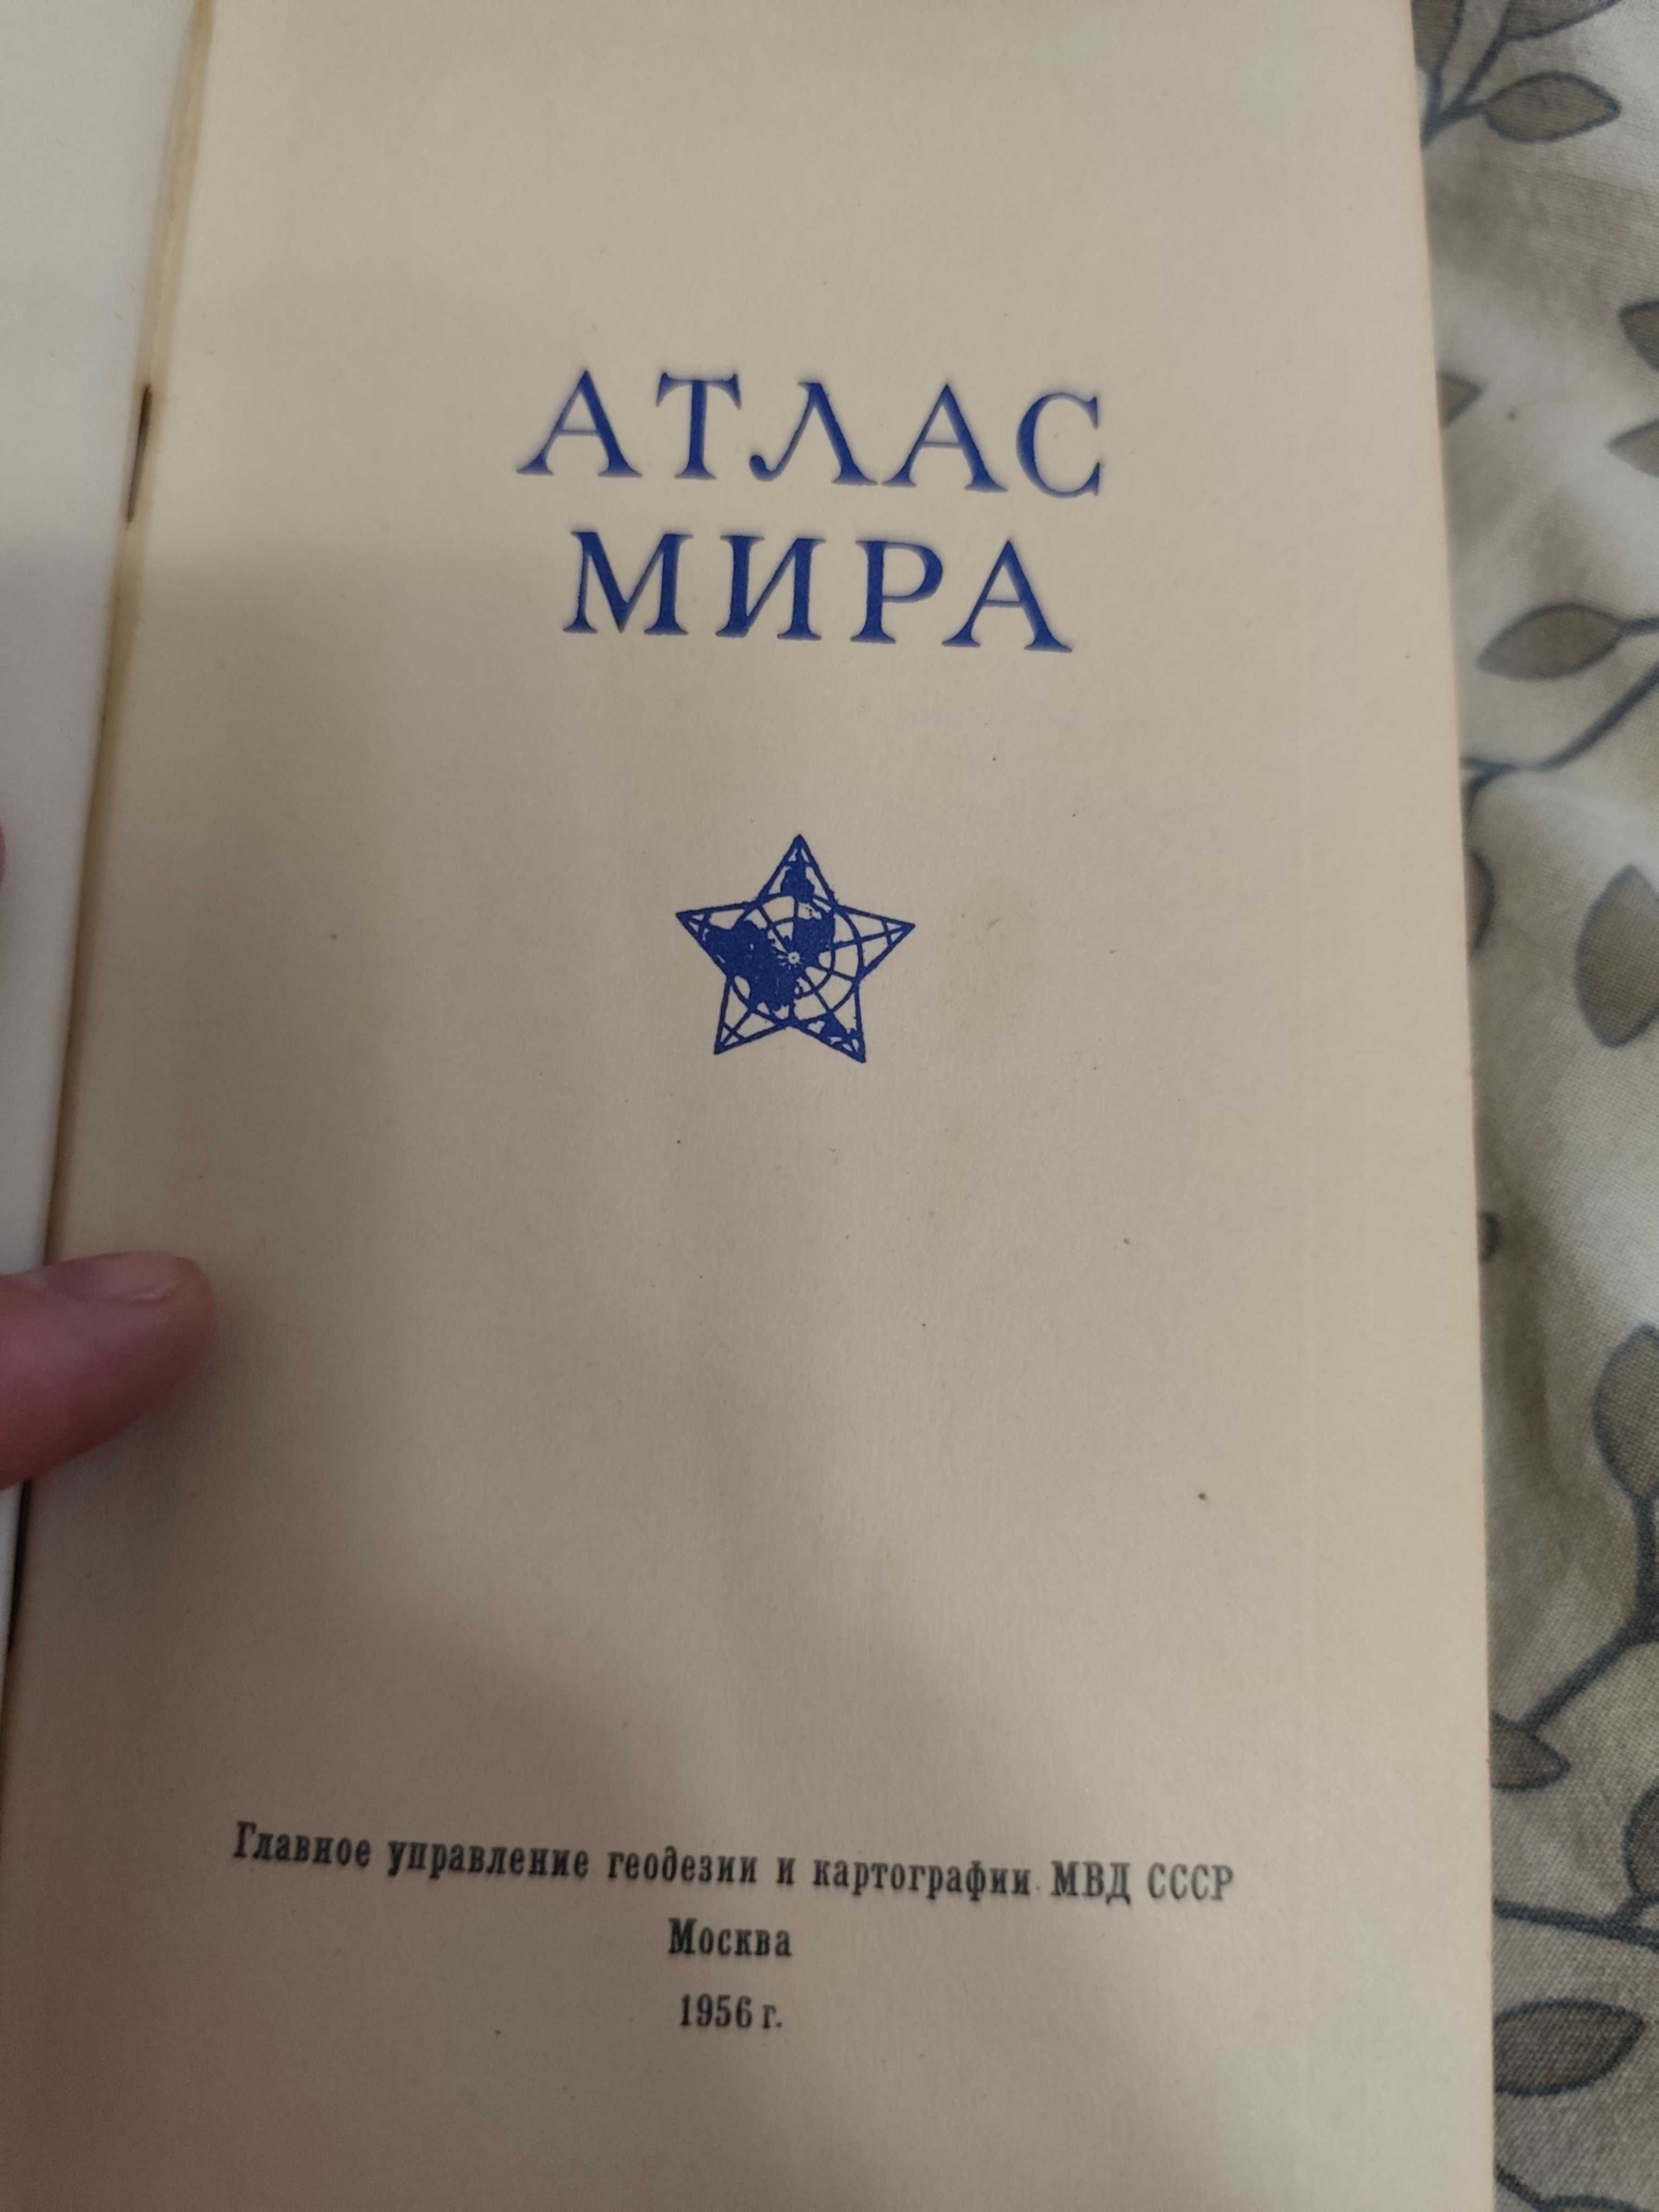 АТЛАС
МИРА
Главное управление геодезии и картографии МВД СССР
Москва
1956 г.